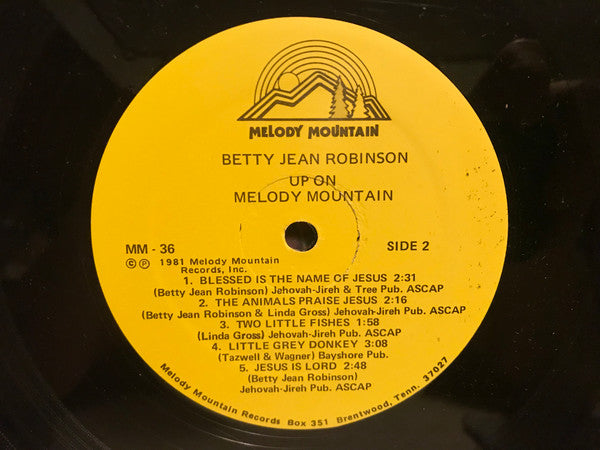 MELODY MOUNTAIN
BETTY JEAN ROBINSON
UP ON
MELODY MOUNTAIN
MM - 36
SIDE 2
© ℗ 1981 Melody Mountain
Records, Inc.
1. BLESSED IS THE NAME OF JESUS 2:31
(Betty Jean Robinson) Jehovah-Jireh & Tree Pub. ASCAP
2. THE ANIMALS PRAISE JESUS 2:16
(Betty Jean Robinson & Linda Gross) Jehovah-Jireh Pub. ASCAP
3. TWO LITTLE FISHES 1:58
(Linda Gross) Jehovah-Jireh Pub. ASCAP
4. LITTLE GREY DONKEY 3:08
(Tazwell & Wagner) Bayshore Pub.
5. JESUS IS LORD 2:48
(Betty Jean Robinson)
Jehovah-Jireh Pub. ASCAP
Melody Mountain Records Box 351 Brentwood, Tenn. 37027